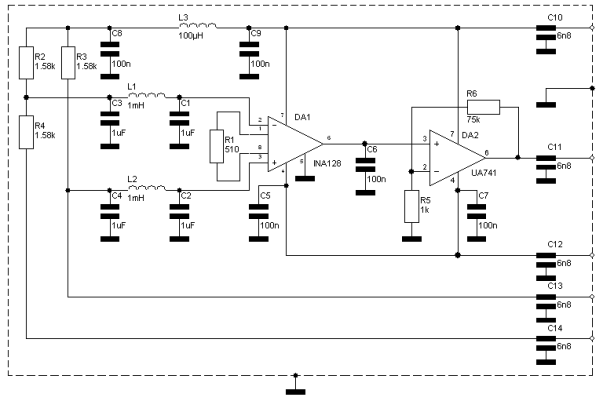 L3
100µH
C10
6n8
C8
100n
C9
100n
R2
1.58k
R3
1.58k
L1
1mH
C3
1uF
C1
1uF
R4
1.58k
R1
510
2
1
8
3
7
4
5
6
DA1
INA128
R6
75k
C11
6n8
3
2
7
4
6
DA2
UA741
C6
100n
L2
1mH
C4
1uF
C2
1uF
C5
100n
R5
1k
C7
100n
C12
6n8
C13
6n8
C14
6n8